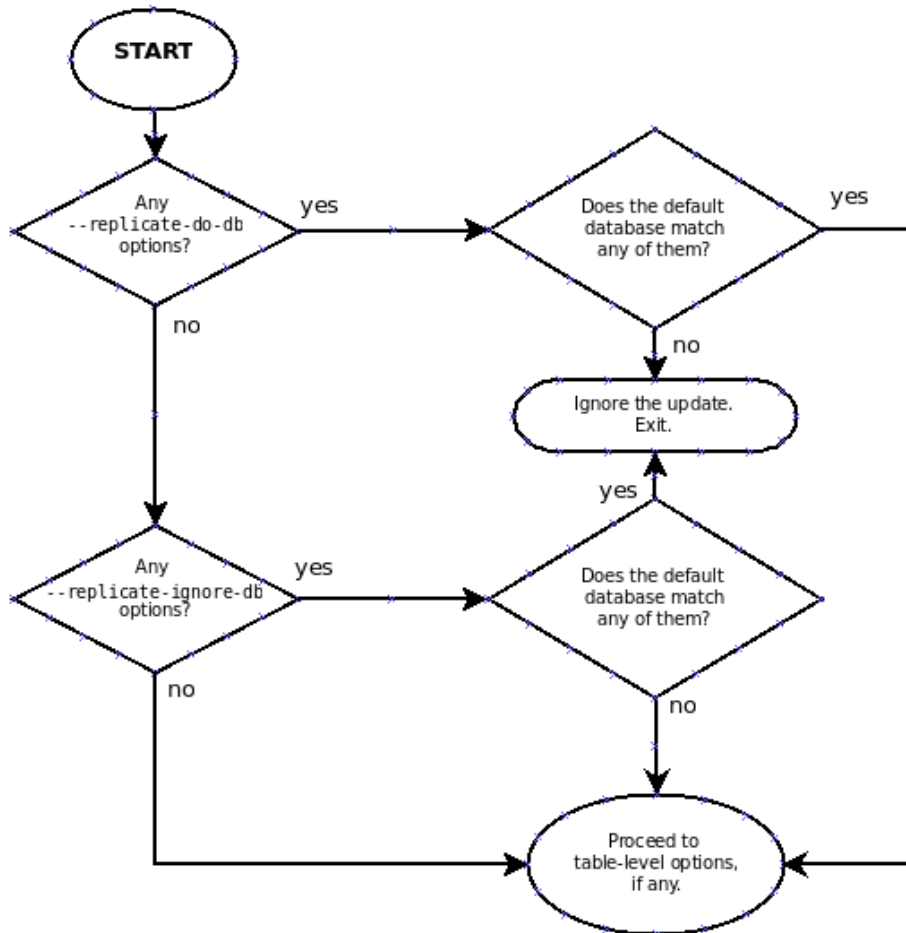 START
Any
--replicate-do-db
options?
yes
Does the default
database match
any of them?
yes
no
no
Ignore the update.
Exit.
yes
Any
--replicate-ignore-db
options?
yes
Does the default
database match
any of them?
no
no
Proceed to
table-level options,
if any.